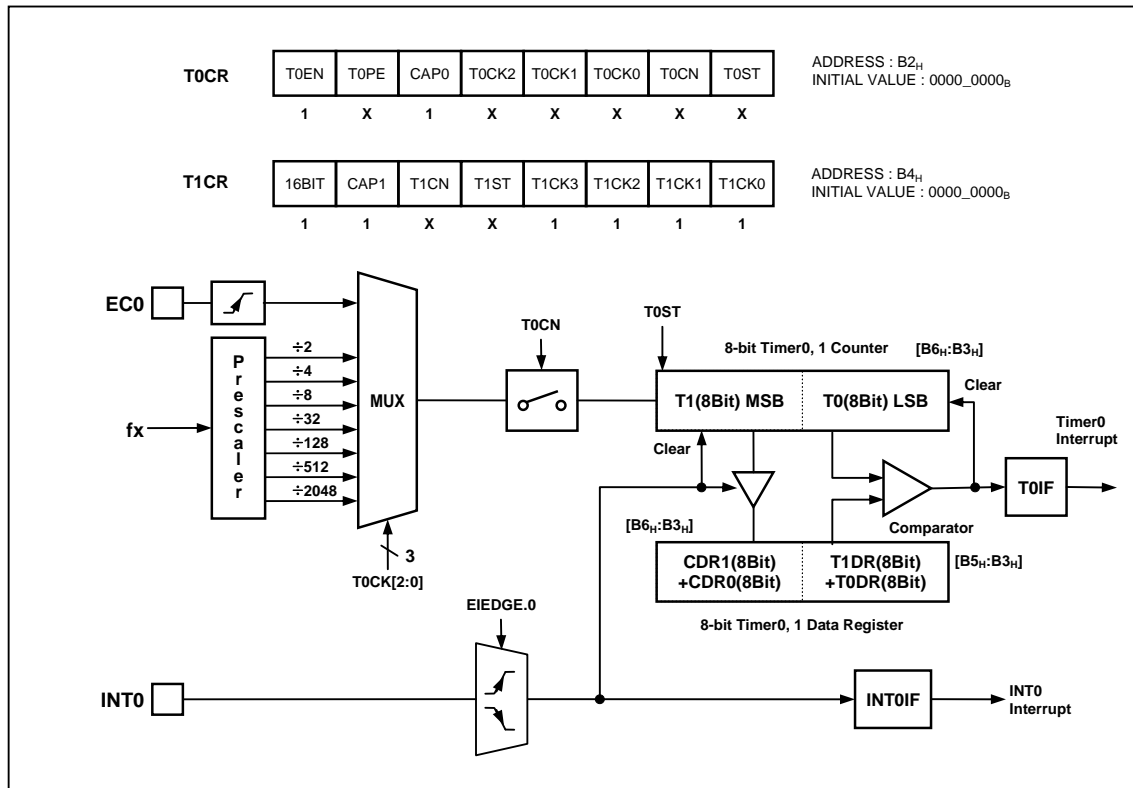 T0CR T0EN T0PE CAP0 T0CK2 T0CK1 T0CK0 T0CN T0ST
ADDRESS : B2H
INITIAL VALUE : 0000_0000B
1 X 1 X X X X X
T1CR 16BIT CAP1 T1CN T1ST T1CK3 T1CK2 T1CK1 T1CK0
ADDRESS : B4H
INITIAL VALUE : 0000_0000B
1 1 X X 1 1 1 1
EC0
fx
Prescaler
÷2
÷4
÷8
÷32
÷128
÷512
÷2048
MUX
3
T0CK[2:0]
T0CN
T0ST
8-bit Timer0, 1 Counter [B6H:B3H]
T1(8Bit) MSB T0(8Bit) LSB
Clear
Clear
Comparator
T0IF
Timer0
Interrupt
[B6H:B3H]
CDR1(8Bit)
+CDR0(8Bit)
T1DR(8Bit)
+T0DR(8Bit)
[B5H:B3H]
8-bit Timer0, 1 Data Register
EIEDGE.0
INT0
INT0IF
INT0
Interrupt